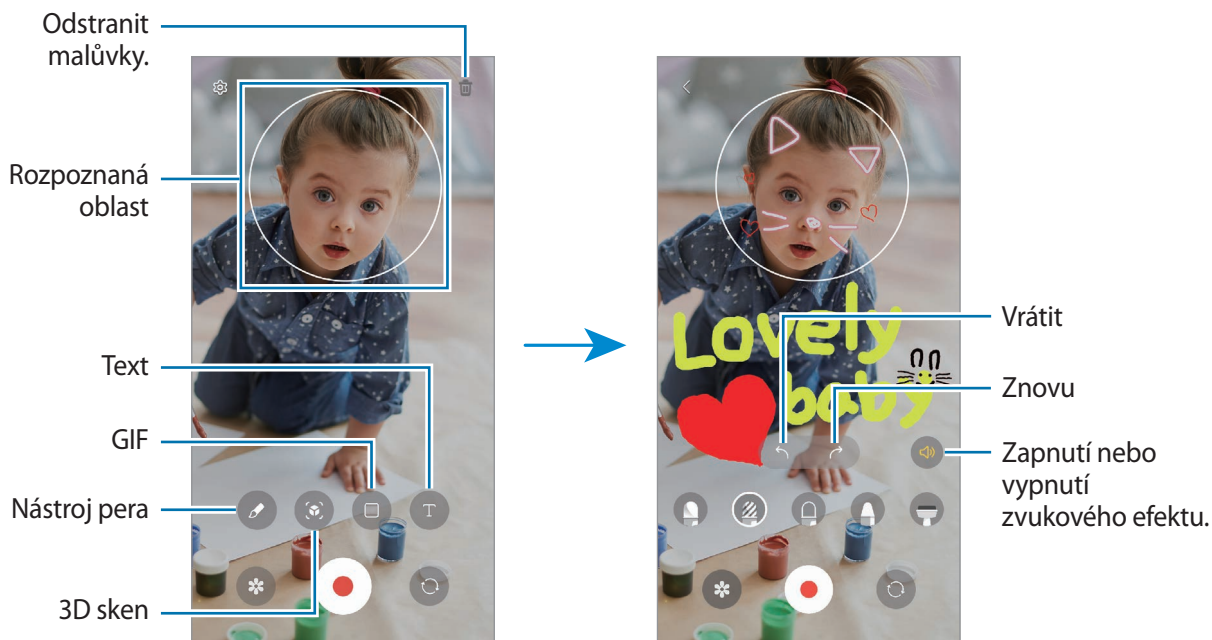 Odstranit
malůvky.
Rozpoznaná
oblast
Text
GIF
Nástroj pera
3D sken
T
Lovely
baby
Vrátit
Znovu
Zapnutí nebo
vypnutí
zvukového efektu.